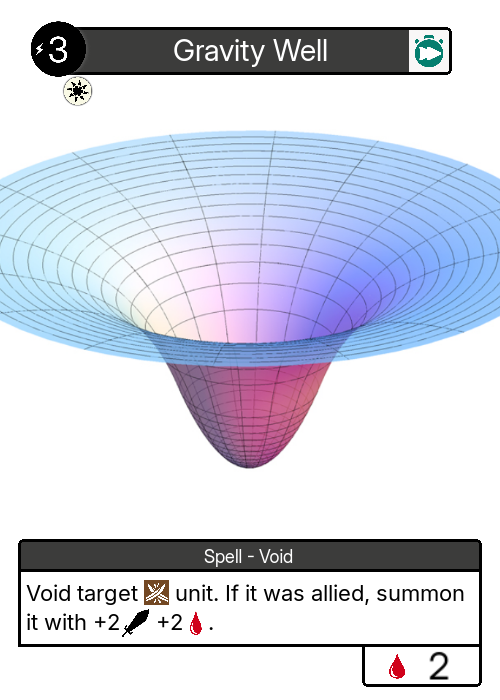 3
Gravity Well
Spell - Void
Void target unit. If it was allied, summon
it with +2 +2 .
2